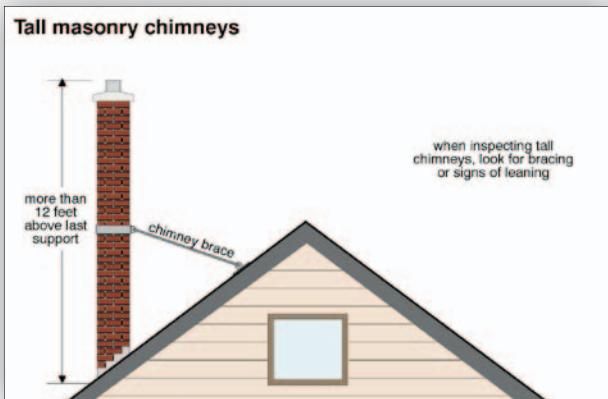 Tall masonry chimneys
when inspecting tall
chimneys, look for bracing
or signs of leaning
more than
12 feet
above last
support
chimney brace